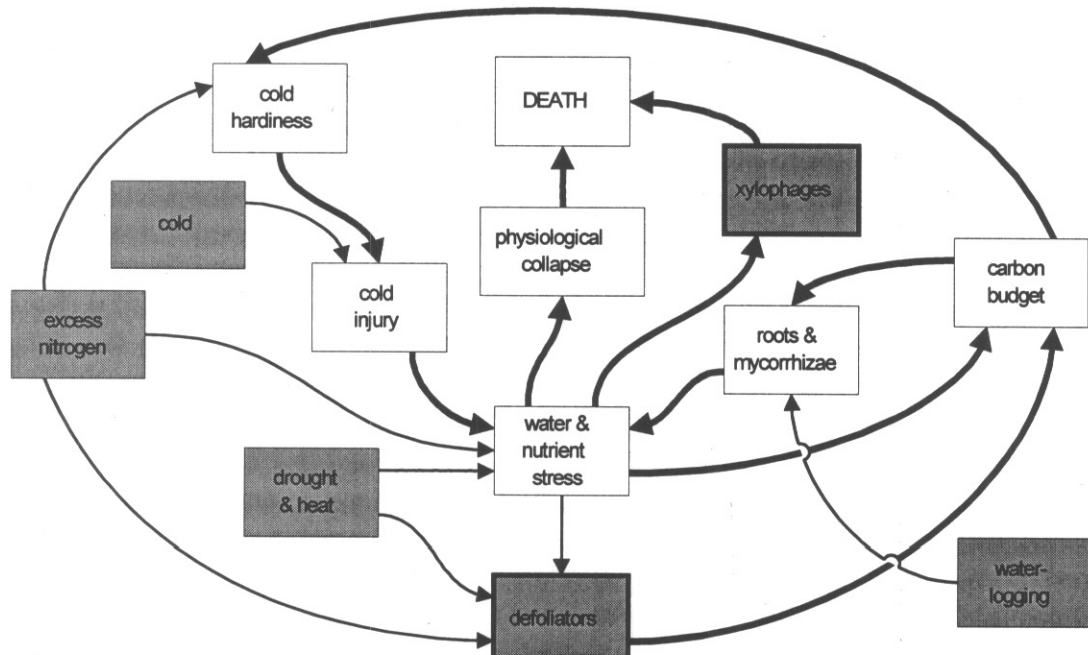 cold
hardiness
DEATH
xylophages
cold
physiological
collapse
carbon
budget
cold
injury
excess
nitrogen
roots &
mycorrhizae
water &
nutrient
stress
drought
& heat
water-
logging
defoliators